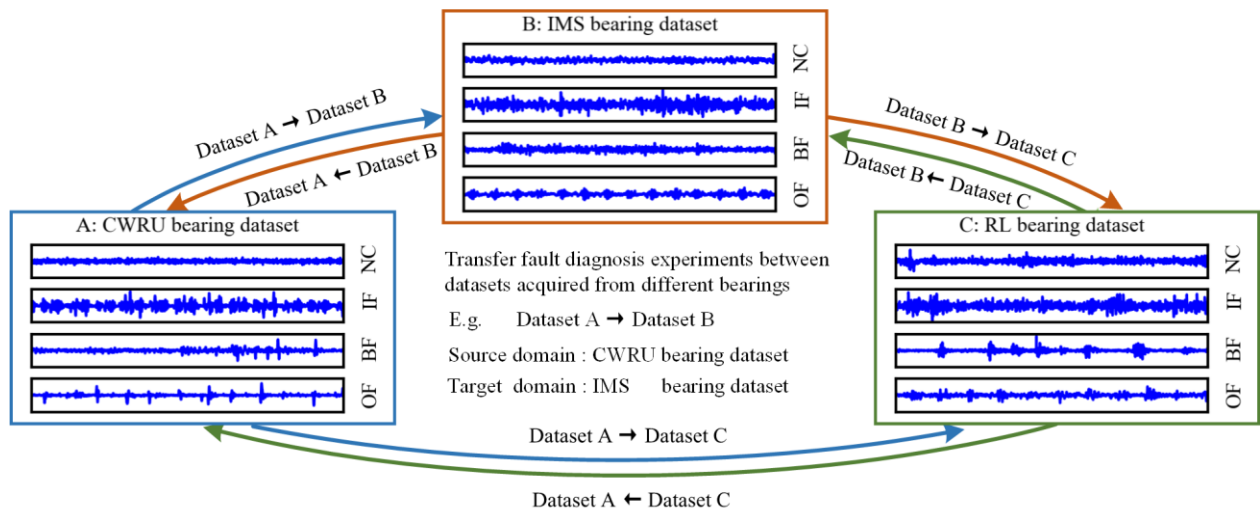 B: IMS bearing dataset
NC
IF
BF
OF
Dataset A → Dataset B
Dataset A ← Dataset B
Dataset B → Dataset C
Dataset B ← Dataset C
A: CWRU bearing dataset
NC
IF
BF
OF
Transfer fault diagnosis experiments between
datasets acquired from different bearings
E.g. Dataset A → Dataset B
Source domain : CWRU bearing dataset
Target domain : IMS bearing dataset
C: RL bearing dataset
NC
IF
BF
OF
Dataset A → Dataset C
Dataset A ← Dataset C